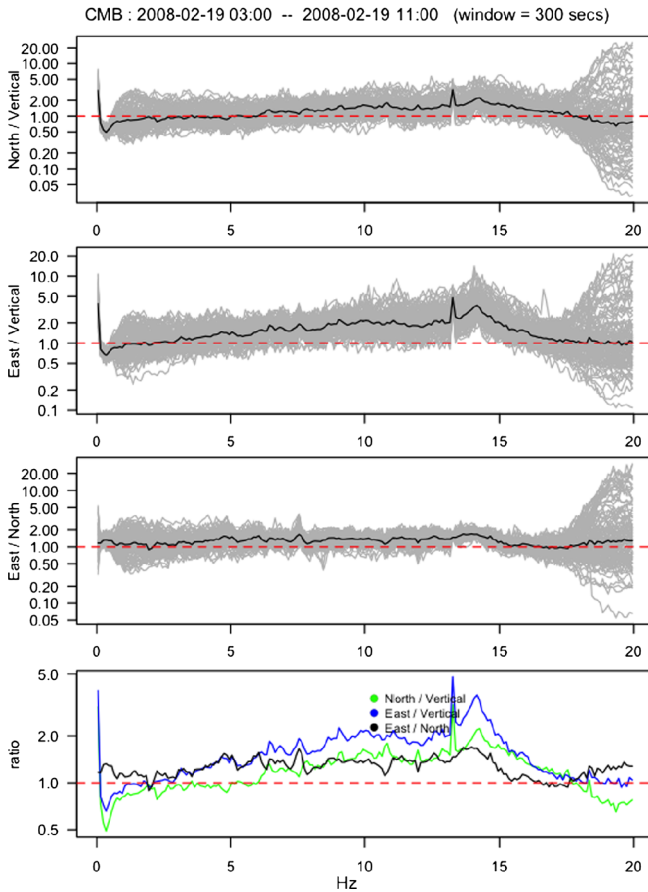 CMB : 2008-02-19 03:00 -- 2008-02-19 11:00 (window = 300 secs)
North / Vertical
20.00
10.00
5.00
2.00
1.00
0.50
0.20
0.10
0.05
0 5 10 15 20
East / Vertical
20.0
10.0
5.0
2.0
1.0
0.5
0.2
0.1
0 5 10 15 20
East / North
20.00
10.00
5.00
2.00
1.00
0.50
0.20
0.10
0.05
0 5 10 15 20
ratio
5.0
2.0
1.0
0.5
North / Vertical
East / Vertical
East / North
0 5 10 15 20
Hz